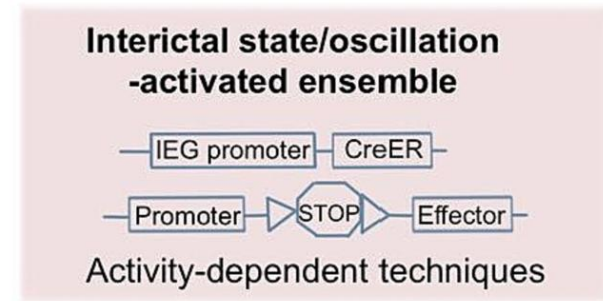 Interictal state/oscillation
-activated ensemble
IEG promoter CreER
Promoter STOP Effector
Activity-dependent techniques